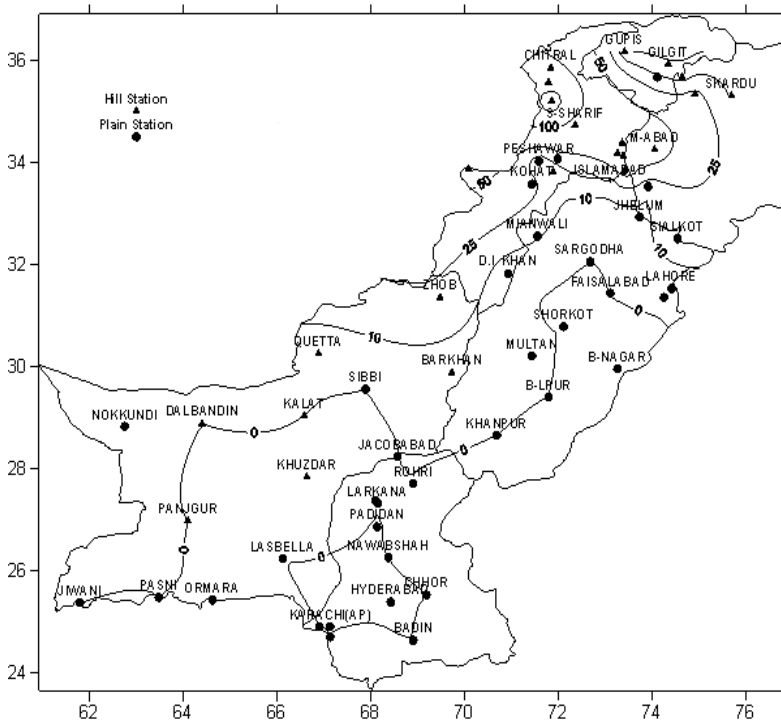 36
34
32
30
28
26
24
62
64
66
68
70
72
74
76
Hill Station
Plain Station
GUPIS
CHITRAL
GILGIT
50
SKARDU
S-SHARIF
100
M-ABAD
PESHAWAR
KOHAT
ISLAMABAD
25
50
10
JHELUM
MIANWALI
SIALKOT
25
SARGODHA
10
D.I.KHAN
ZHOB
FAISALABAD
LAHORE
0
SHORKOT
10
QUETTA
MULTAN
BARKHAN
B-NAGAR
SIBBI
B-LPUR
NOKKUNDI
DALBANDIN
KALAT
0
KHANPUR
JACOBABAD
0
ROHRI
KHUZDAR
LARKANA
PANJGUR
PADIDAN
0
LASBELLA
0
NAWABSHAH
JIWANI
PASNI
ORMARA
HYDERABAD
CHHOR
KARACHI(AP)
BADIN